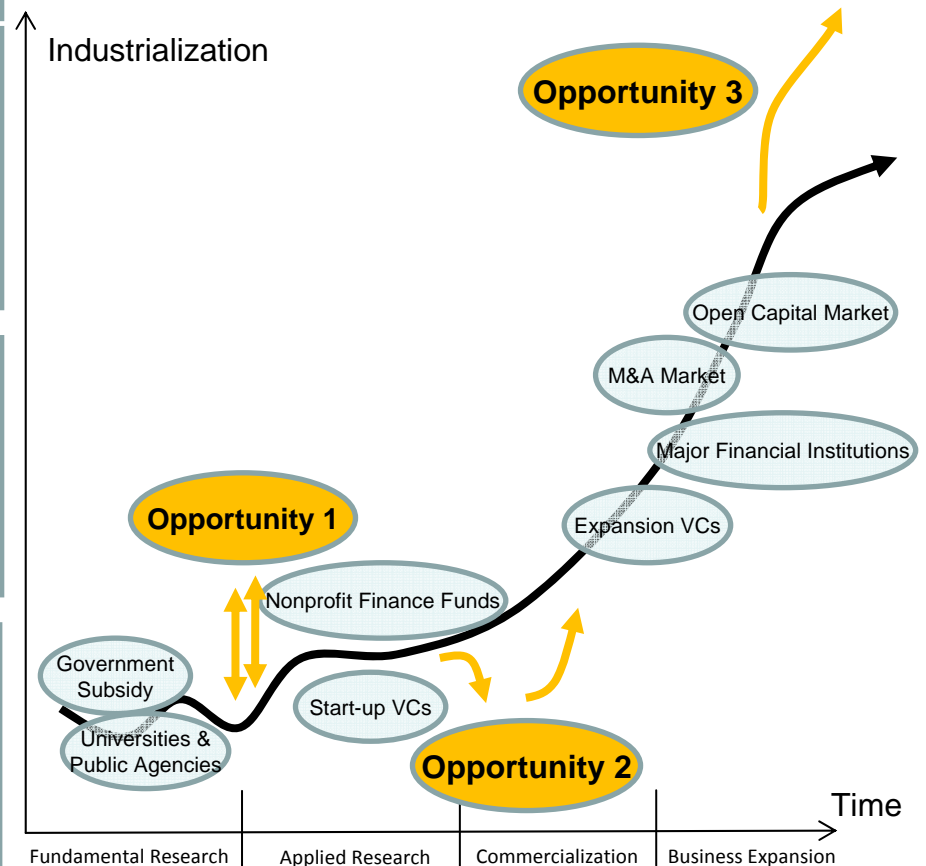 Industrialization
Opportunity 3
Open Capital Market
M&A Market
Major Financial Institutions
Opportunity 1
Expansion VCs
Nonprofit Finance Funds
Government
Subsidy
Start-up VCs
Universities &
Public Agencies
Opportunity 2
Time
Fundamental Research
Applied Research
Commercialization
Business Expansion